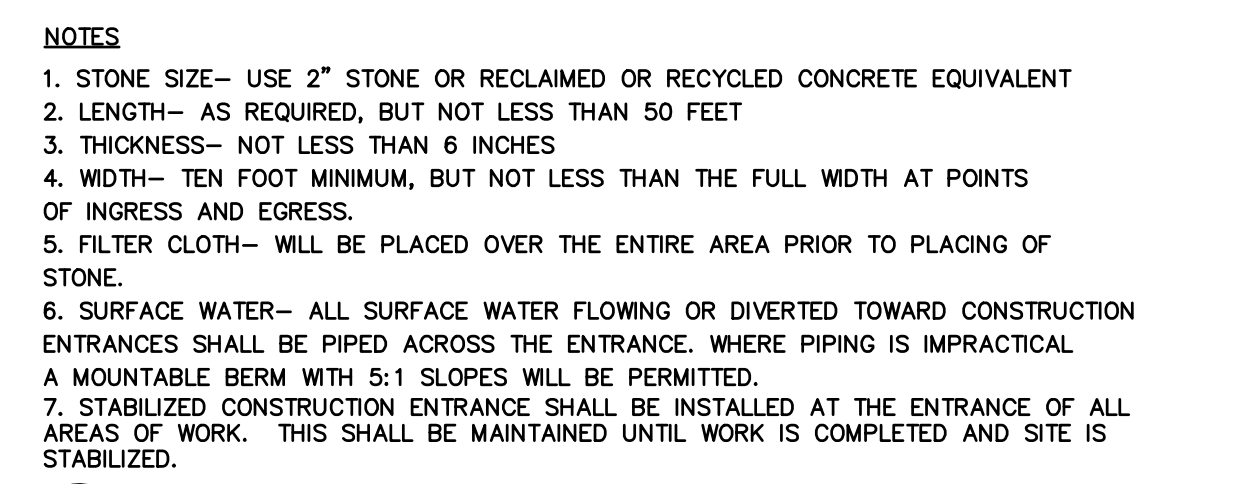 NOTES
1. STONE SIZE– USE 2" STONE OR RECLAIMED OR RECYCLED CONCRETE EQUIVALENT
2. LENGTH– AS REQUIRED, BUT NOT LESS THAN 50 FEET
3. THICKNESS– NOT LESS THAN 6 INCHES
4. WIDTH– TEN FOOT MINIMUM, BUT NOT LESS THAN THE FULL WIDTH AT POINTS
OF INGRESS AND EGRESS.
5. FILTER CLOTH– WILL BE PLACED OVER THE ENTIRE AREA PRIOR TO PLACING OF
STONE.
6. SURFACE WATER– ALL SURFACE WATER FLOWING OR DIVERTED TOWARD CONSTRUCTION
ENTRANCES SHALL BE PIPED ACROSS THE ENTRANCE. WHERE PIPING IS IMPRACTICAL
A MOUNTABLE BERM WITH 5:1 SLOPES WILL BE PERMITTED.
7. STABILIZED CONSTRUCTION ENTRANCE SHALL BE INSTALLED AT THE ENTRANCE OF ALL
AREAS OF WORK. THIS SHALL BE MAINTAINED UNTIL WORK IS COMPLETED AND SITE IS
STABILIZED.